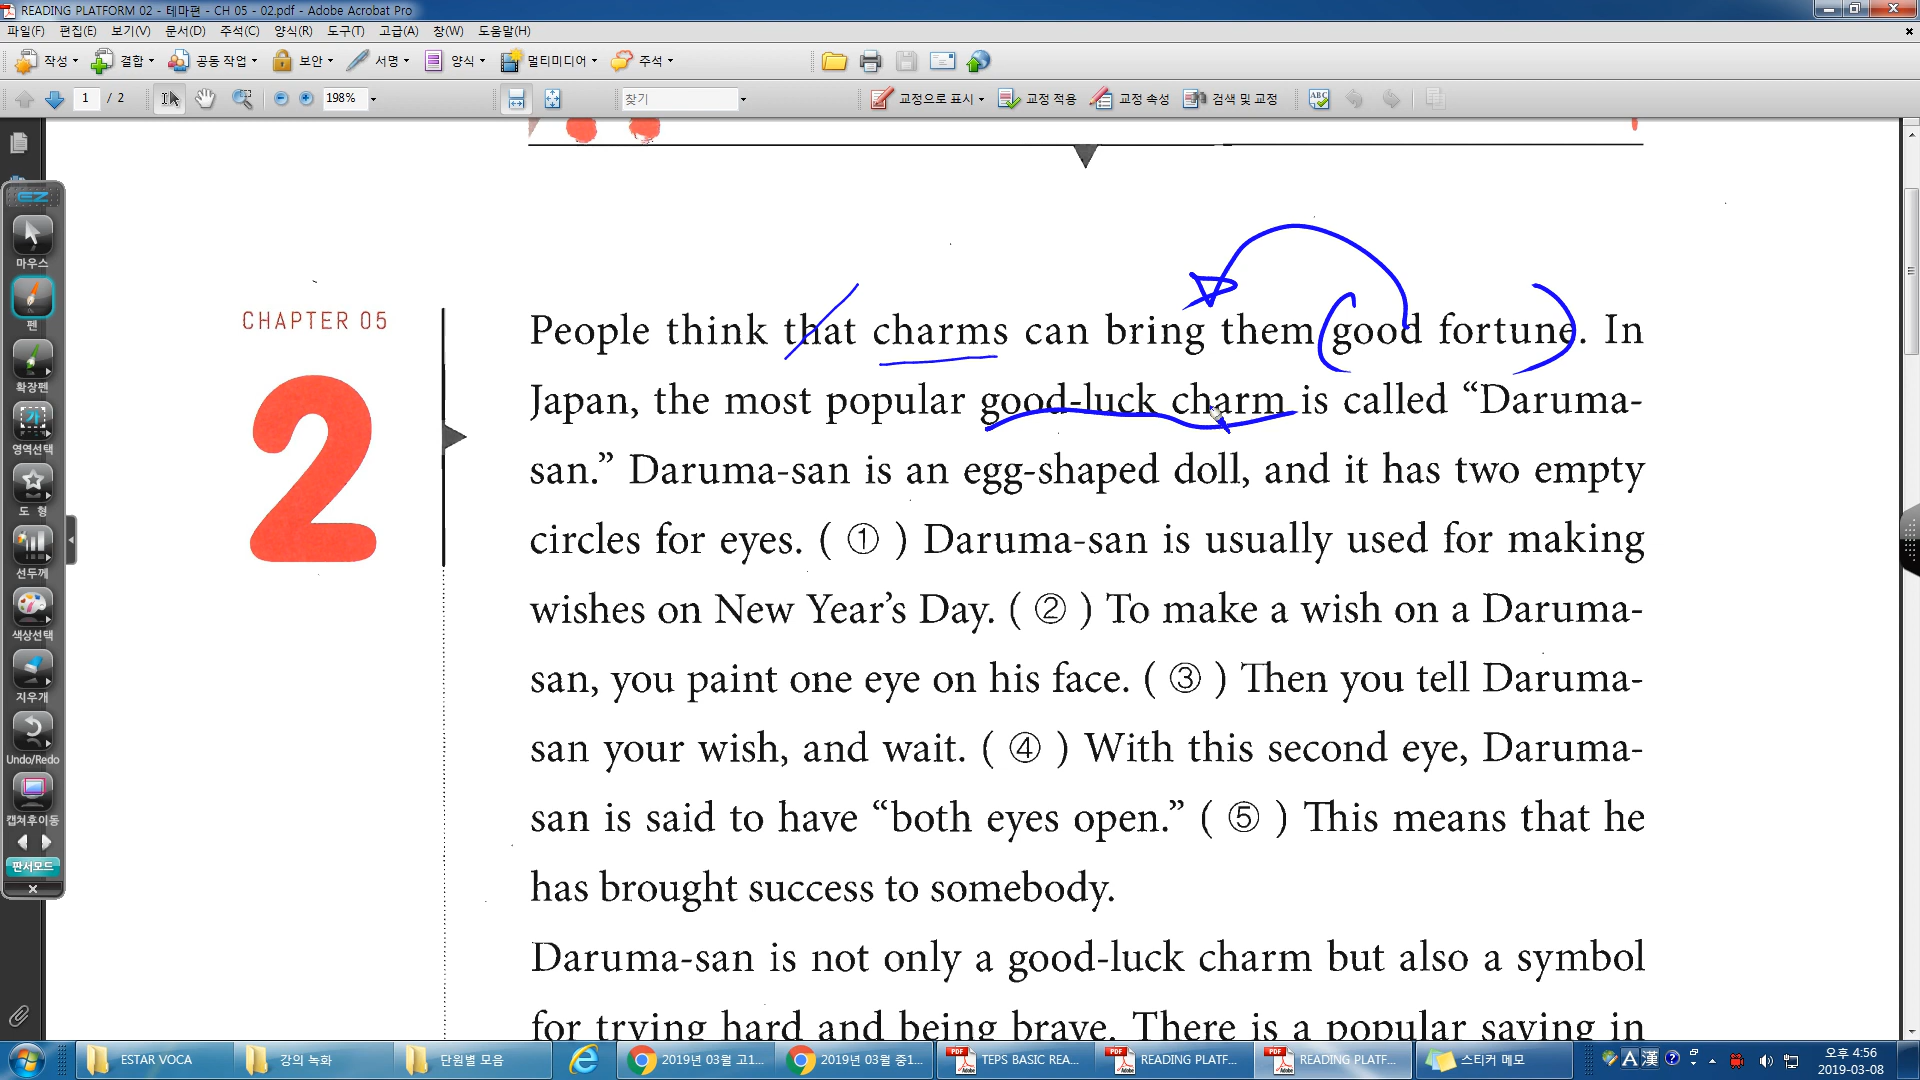 READING PLATFORM 02 - 테마편 - CH 05 - 02.pdf - Adobe Acrobat Pro
파일(F) 편집(E) 보기(V) 문서(D) 주석(C) 양식(R) 도구(T) 고급(A) 창(W) 도움말(H)
작성 결합 공동 작업 보안 서명 양식 멀티미디어 주석
1 / 2 198% 찾기 교정으로 표시 교정 적용 교정 속성 검색 및 교정
EZ
마우스
펜
확장펜
영역선택
도 형
선두께
색상선택
지우개
Undo/Redo
캡쳐후이동
판서모드
CHAPTER 05
2
People think that charms can bring them good fortune. In
Japan, the most popular good-luck charm is called “Daruma-
san.” Daruma-san is an egg-shaped doll, and it has two empty
circles for eyes. ( ① ) Daruma-san is usually used for making
wishes on New Year’s Day. ( ② ) To make a wish on a Daruma-
san, you paint one eye on his face. ( ③ ) Then you tell Daruma-
san your wish, and wait. ( ④ ) With this second eye, Daruma-
san is said to have “both eyes open.” ( ⑤ ) This means that he
has brought success to somebody.
Daruma-san is not only a good-luck charm but also a symbol
for trying hard and being brave. There is a popular saying in
ESTAR VOCA 강의 녹화 단원별 모음 2019년 03월 고1... 2019년 03월 중1... TEPS BASIC REA... READING PLATF... READING PLATF... 스티커 메모 A 漢 오후 4:56
2019-03-08